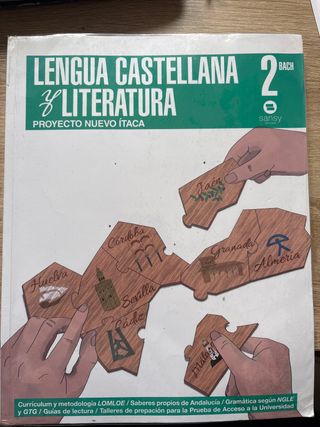 LENGUA CASTELLANA
y LITERATURA
PROYECTO NUEVO ÍTACA
2 BACH
sansy
Jaén
Córdoba
Granada
Almería
Huelva
Sevilla
Cádiz
Málaga
Currículum y metodología LOMLOE / Saberes propios de Andalucía / Gramática según NGLE
y GTG / Guías de lectura / Talleres de prepación para la Prueba de Acceso a la Universidad